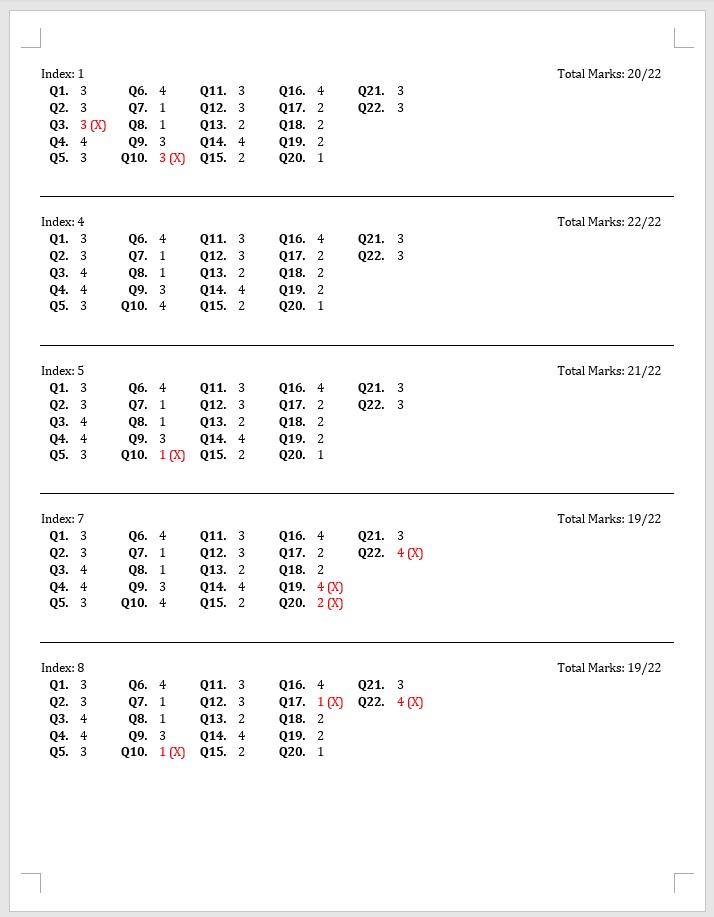 Index: 1 Total Marks: 20/22
Q1. 3 Q6. 4 Q11. 3 Q16. 4 Q21. 3
Q2. 3 Q7. 1 Q12. 3 Q17. 2 Q22. 3
Q3. 3 (X) Q8. 1 Q13. 2 Q18. 2
Q4. 4 Q9. 3 Q14. 4 Q19. 2
Q5. 3 Q10. 3 (X) Q15. 2 Q20. 1
Index: 4 Total Marks: 22/22
Q1. 3 Q6. 4 Q11. 3 Q16. 4 Q21. 3
Q2. 3 Q7. 1 Q12. 3 Q17. 2 Q22. 3
Q3. 4 Q8. 1 Q13. 2 Q18. 2
Q4. 4 Q9. 3 Q14. 4 Q19. 2
Q5. 3 Q10. 4 Q15. 2 Q20. 1
Index: 5 Total Marks: 21/22
Q1. 3 Q6. 4 Q11. 3 Q16. 4 Q21. 3
Q2. 3 Q7. 1 Q12. 3 Q17. 2 Q22. 3
Q3. 4 Q8. 1 Q13. 2 Q18. 2
Q4. 4 Q9. 3 Q14. 4 Q19. 2
Q5. 3 Q10. 1 (X) Q15. 2 Q20. 1
Index: 7 Total Marks: 19/22
Q1. 3 Q6. 4 Q11. 3 Q16. 4 Q21. 3
Q2. 3 Q7. 1 Q12. 3 Q17. 2 Q22. 4 (X)
Q3. 4 Q8. 1 Q13. 2 Q18. 2
Q4. 4 Q9. 3 Q14. 4 Q19. 4 (X)
Q5. 3 Q10. 4 Q15. 2 Q20. 2 (X)
Index: 8 Total Marks: 19/22
Q1. 3 Q6. 4 Q11. 3 Q16. 4 Q21. 3
Q2. 3 Q7. 1 Q12. 3 Q17. 1 (X) Q22. 4 (X)
Q3. 4 Q8. 1 Q13. 2 Q18. 2
Q4. 4 Q9. 3 Q14. 4 Q19. 2
Q5. 3 Q10. 1 (X) Q15. 2 Q20. 1